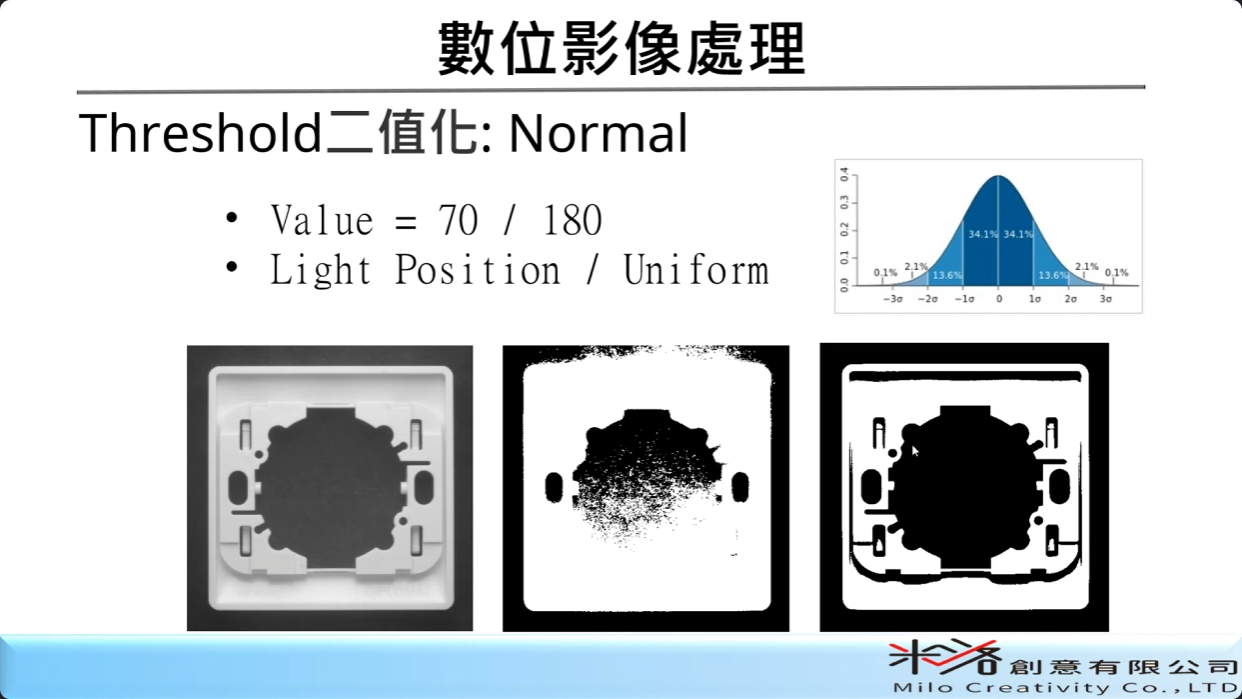 數位影像處理
Threshold二值化: Normal
• Value = 70 / 180
• Light Position / Uniform
0.4
0.3
0.2
0.1
0.0
0.1%
2.1%
13.6%
34.1%
34.1%
13.6%
2.1%
0.1%
−3σ −2σ −1σ 0 1σ 2σ 3σ
米洛創意有限公司
Milo Creativity Co.,LTD